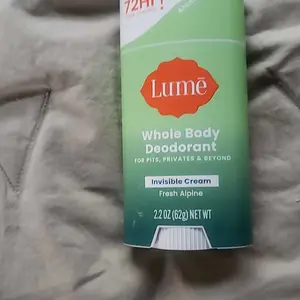 72HR
Lumē
Whole Body
Deodorant
FOR PITS, PRIVATES & BEYOND
Invisible Cream
Fresh Alpine
2.2 OZ (62g) NET WT